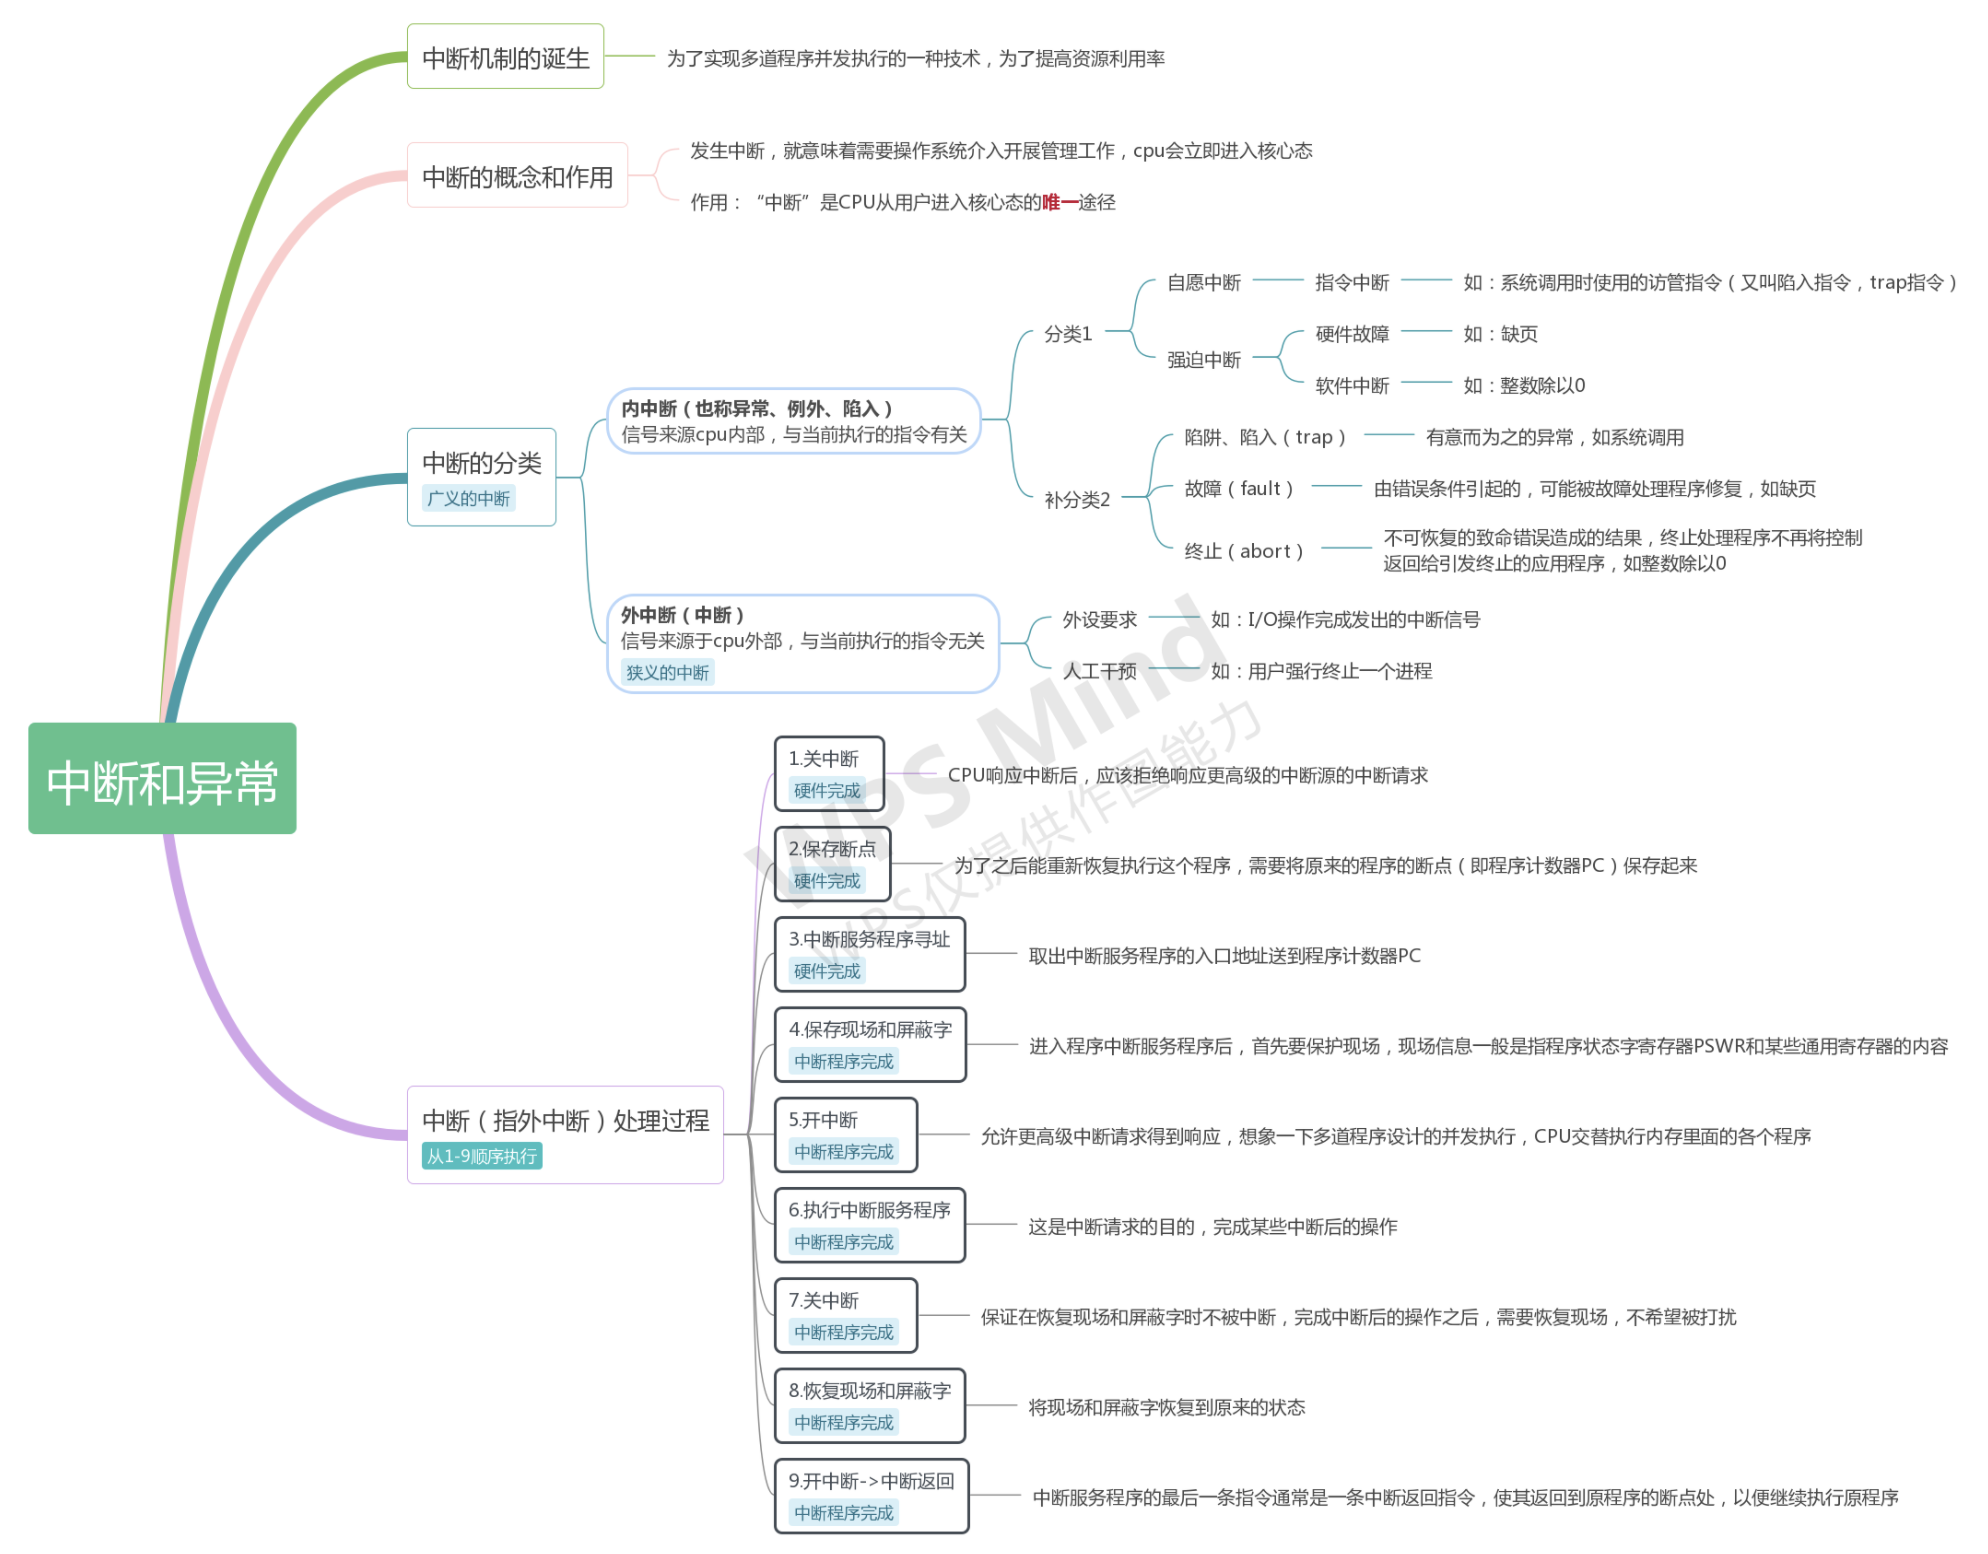 中断和异常
中断机制的诞生
为了实现多道程序并发执行的一种技术，为了提高资源利用率
中断的概念和作用
发生中断，就意味着需要操作系统介入开展管理工作，cpu会立即进入核心态
作用：“中断”是CPU从用户进入核心态的唯一途径
中断的分类
广义的中断
内中断（也称异常、例外、陷入）
信号来源cpu内部，与当前执行的指令有关
分类1
自愿中断
指令中断
如：系统调用时使用的访管指令（又叫陷入指令，trap指令）
强迫中断
硬件故障
如：缺页
软件中断
如：整数除以0
补分类2
陷阱、陷入（trap）
有意而为之的异常，如系统调用
故障（fault）
由错误条件引起的，可能被故障处理程序修复，如缺页
终止（abort）
不可恢复的致命错误造成的结果，终止处理程序不再将控制
返回给引发终止的应用程序，如整数除以0
外中断（中断）
信号来源于cpu外部，与当前执行的指令无关
狭义的中断
外设要求
如：I/O操作完成发出的中断信号
人工干预
如：用户强行终止一个进程
中断（指外中断）处理过程
从1-9顺序执行
1.关中断
硬件完成
CPU响应中断后，应该拒绝响应更高级的中断源的中断请求
2.保存断点
硬件完成
为了之后能重新恢复执行这个程序，需要将原来的程序的断点（即程序计数器PC）保存起来
3.中断服务程序寻址
硬件完成
取出中断服务程序的入口地址送到程序计数器PC
4.保存现场和屏蔽字
中断程序完成
进入程序中断服务程序后，首先要保护现场，现场信息一般是指程序状态字寄存器PSWR和某些通用寄存器的内容
5.开中断
中断程序完成
允许更高级中断请求得到响应，想象一下多道程序设计的并发执行，CPU交替执行内存里面的各个程序
6.执行中断服务程序
中断程序完成
这是中断请求的目的，完成某些中断后的操作
7.关中断
中断程序完成
保证在恢复现场和屏蔽字时不被中断，完成中断后的操作之后，需要恢复现场，不希望被打扰
8.恢复现场和屏蔽字
中断程序完成
将现场和屏蔽字恢复到原来的状态
9.开中断->中断返回
中断程序完成
中断服务程序的最后一条指令通常是一条中断返回指令，使其返回到原程序的断点处，以便继续执行原程序
WPS Mind
WPS仅提供作图能力